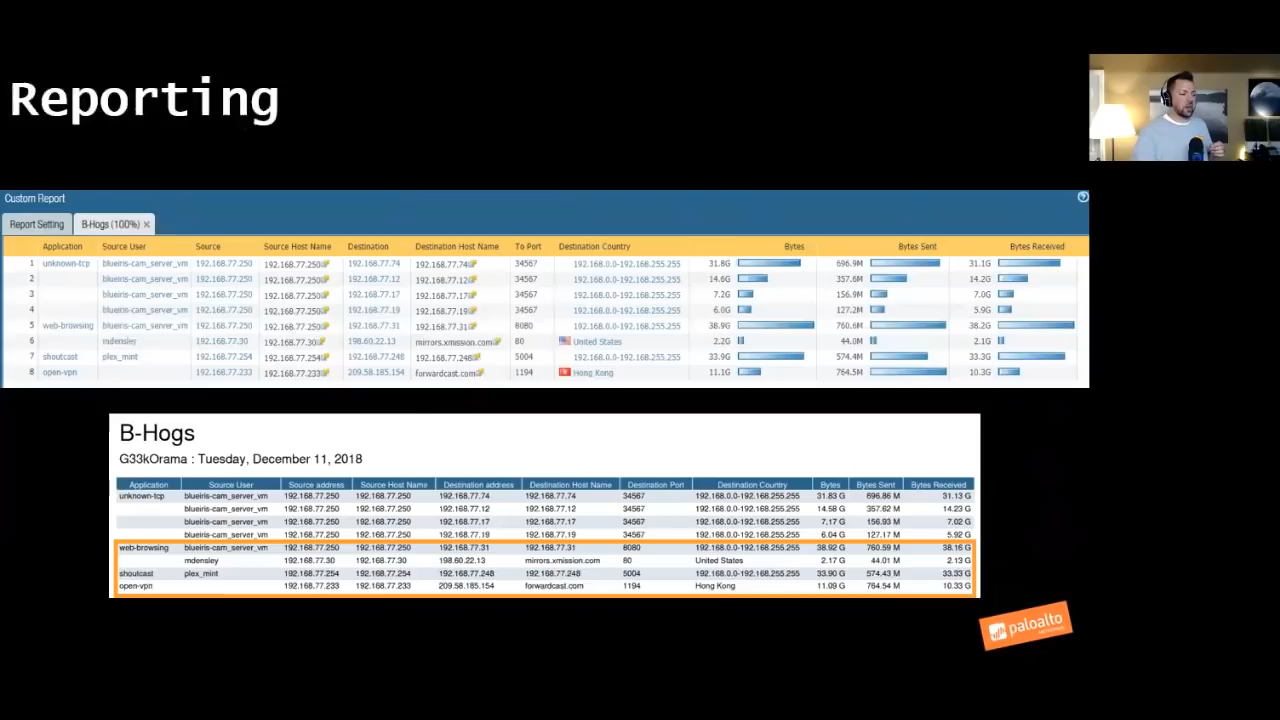 Reporting
Custom Report
Report Setting B-Hogs (100%)
Application Source User Source Source Host Name Destination Destination Host Name To Port Destination Country Bytes Bytes Sent Bytes Received
1 unknown-tcp blueiris-cam_server_vm 192.168.77.250 192.168.77.250 192.168.77.74 192.168.77.74 34567 192.168.0.0-192.168.255.255 31.8G 696.9M 31.1G
2 blueiris-cam_server_vm 192.168.77.250 192.168.77.250 192.168.77.12 192.168.77.12 34567 192.168.0.0-192.168.255.255 14.6G 357.6M 14.2G
3 blueiris-cam_server_vm 192.168.77.250 192.168.77.250 192.168.77.17 192.168.77.17 34567 192.168.0.0-192.168.255.255 7.2G 156.9M 7.0G
4 blueiris-cam_server_vm 192.168.77.250 192.168.77.250 192.168.77.19 192.168.77.19 34567 192.168.0.0-192.168.255.255 6.0G 127.2M 5.9G
5 web-browsing blueiris-cam_server_vm 192.168.77.250 192.168.77.250 192.168.77.31 192.168.77.31 8080 192.168.0.0-192.168.255.255 38.9G 760.6M 38.2G
6 mdensley 192.168.77.30 192.168.77.30 198.60.22.13 mirrors.xmission.com 80 United States 2.2G 44.0M 2.1G
7 shoutcast plex_mint 192.168.77.254 192.168.77.254 192.168.77.248 192.168.77.248 5004 192.168.0.0-192.168.255.255 33.9G 574.4M 33.3G
8 open-vpn 192.168.77.233 192.168.77.233 209.58.185.154 forwardcast.com 1194 Hong Kong 11.1G 764.5M 10.3G
B-Hogs
G33kOrama : Tuesday, December 11, 2018
Application Source User Source address Source Host Name Destination address Destination Host Name Destination Port Destination Country Bytes Bytes Sent Bytes Received
unknown-tcp blueiris-cam_server_vm 192.168.77.250 192.168.77.250 192.168.77.74 192.168.77.74 34567 192.168.0.0-192.168.255.255 31.83 G 696.86 M 31.13 G
blueiris-cam_server_vm 192.168.77.250 192.168.77.250 192.168.77.12 192.168.77.12 34567 192.168.0.0-192.168.255.255 14.58 G 357.62 M 14.23 G
blueiris-cam_server_vm 192.168.77.250 192.168.77.250 192.168.77.17 192.168.77.17 34567 192.168.0.0-192.168.255.255 7.17 G 156.93 M 7.02 G
blueiris-cam_server_vm 192.168.77.250 192.168.77.250 192.168.77.19 192.168.77.19 34567 192.168.0.0-192.168.255.255 6.04 G 127.17 M 5.92 G
web-browsing blueiris-cam_server_vm 192.168.77.250 192.168.77.250 192.168.77.31 192.168.77.31 8080 192.168.0.0-192.168.255.255 38.92 G 760.59 M 38.16 G
mdensley 192.168.77.30 192.168.77.30 198.60.22.13 mirrors.xmission.com 80 United States 2.17 G 44.01 M 2.13 G
shoutcast plex_mint 192.168.77.254 192.168.77.254 192.168.77.248 192.168.77.248 5004 192.168.0.0-192.168.255.255 33.90 G 574.43 M 33.33 G
open-vpn 192.168.77.233 192.168.77.233 209.58.185.154 forwardcast.com 1194 Hong Kong 11.09 G 764.54 M 10.33 G
paloalto